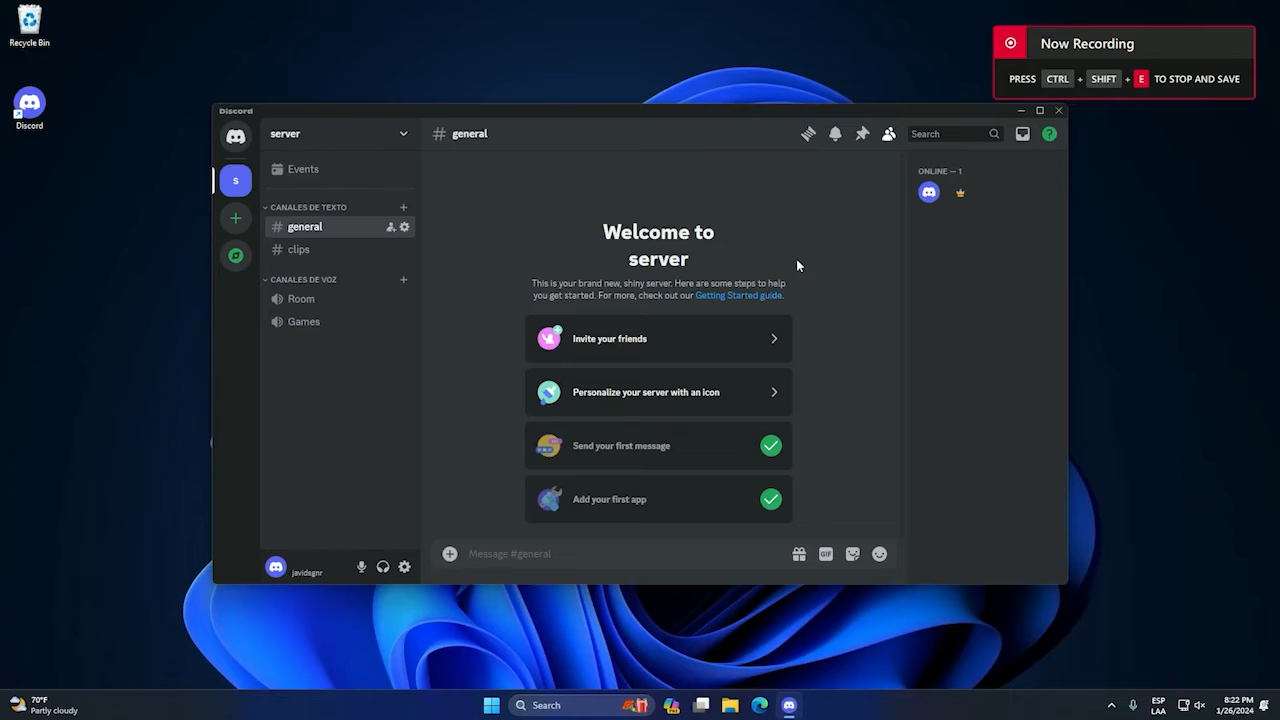 Recycle Bin
Discord
Now Recording
PRESS CTRL + SHIFT + E TO STOP AND SAVE
Discord
server
general
Search
Events
CANALES DE TEXTO
general
clips
CANALES DE VOZ
Room
Games
Welcome to
server
This is your brand new, shiny server. Here are some steps to help
you get started. For more, check out our Getting Started guide.
Invite your friends
Personalize your server with an icon
Send your first message
Add your first app
Message #general
GIF
ONLINE — 1
javidsgnr
70°F
Partly cloudy
Search
ESP
LAA
8:22 PM
1/26/2024